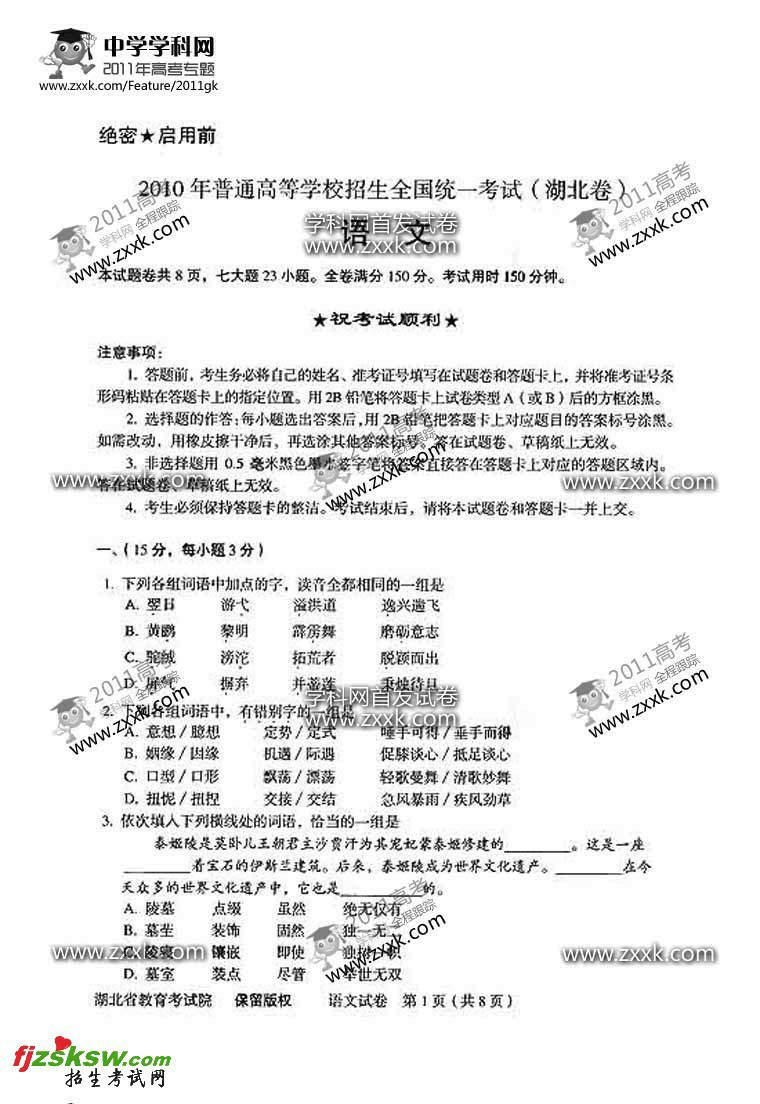 中学学科网
2011年高考专题
www.zxxk.com/Feature/2011gk
绝密★启用前
2010 年普通高等学校招生全国统一考试(湖北卷)
语 文
本试题卷共 8 页，七大题 23 小题。全卷满分 150 分。考试用时 150 分钟。
★祝考试顺利★
注意事项：
1. 答题前，考生务必将自己的姓名、准考证号填写在试题卷和答题卡上，并将准考证号条
形码粘贴在答题卡上的指定位置。用 2B 铅笔将答题卡上试卷类型 A（或 B）后的方框涂黑。
2. 选择题的作答：每小题选出答案后，用 2B 铅笔把答题卡上对应题目的答案标号涂黑。
如需改动，用橡皮擦干净后，再选涂其他答案标号。答在试题卷、草稿纸上无效。
3. 非选择题用 0.5 毫米黑色墨水签字笔将答案直接答在答题卡上对应的答题区域内。
答在试题卷、草稿纸上无效。
4. 考生必须保持答题卡的整洁。考试结束后，请将本试题卷和答题卡一并上交。
一、（15 分，每小题 3 分）
1. 下列各组词语中加点的字，读音全都相同的一组是
A. 翌日 游弋 溢洪道 逸兴遄飞
B. 黄鹂 黎明 霹雳舞 磨砺意志
C. 驼绒 滂沱 拓荒者 脱颖而出
D. 屏气 摒弃 并蒂莲 秉烛待旦
2. 下列各组词语中，有错别字的一组是
A. 意想/臆想 定势/定式 唾手可得/垂手而得
B. 姻缘/因缘 机遇/际遇 促膝谈心/抵足谈心
C. 口型/口形 飘荡/漂荡 轻歌曼舞/清歌妙舞
D. 扭怩/扭捏 交接/交结 急风暴雨/疾风劲草
3. 依次填入下列横线处的词语，恰当的一组是
泰姬陵是莫卧儿王朝君主沙贾汗为其宠妃蒙泰姬修建的________。这是一座
________着宝石的伊斯兰建筑。后来，泰姬陵成为世界文化遗产。________在今
天众多的世界文化遗产中，它也是________的。
A. 陵墓 点缀 虽然 绝无仅有
B. 墓茔 装饰 固然 独一无二
C. 陵寝 镶嵌 即使
D. 墓室 装点 尽管 举世无双
湖北省教育考试院 保留版权 语文试卷 第 1 页（共 8 页）
fjzsksw.com
招生考试网
2011高考
学科网 全程跟踪
www.zxxk.com
2011高考
学科网 全程跟踪
www.zxxk.com
学科网首发试卷
www.zxxk.com
www.zxxk.com
2011高考
学科网 全程跟踪
www.zxxk.com
www.zxxk.com
2011高考
学科网 全程跟踪
www.zxxk.com
学科网首发试卷
www.zxxk.com
2011高考
学科网 全程跟踪
www.zxxk.com
www.zxxk.com
2011高考
学科网 全程跟踪
www.zxxk.com
www.zxxk.com